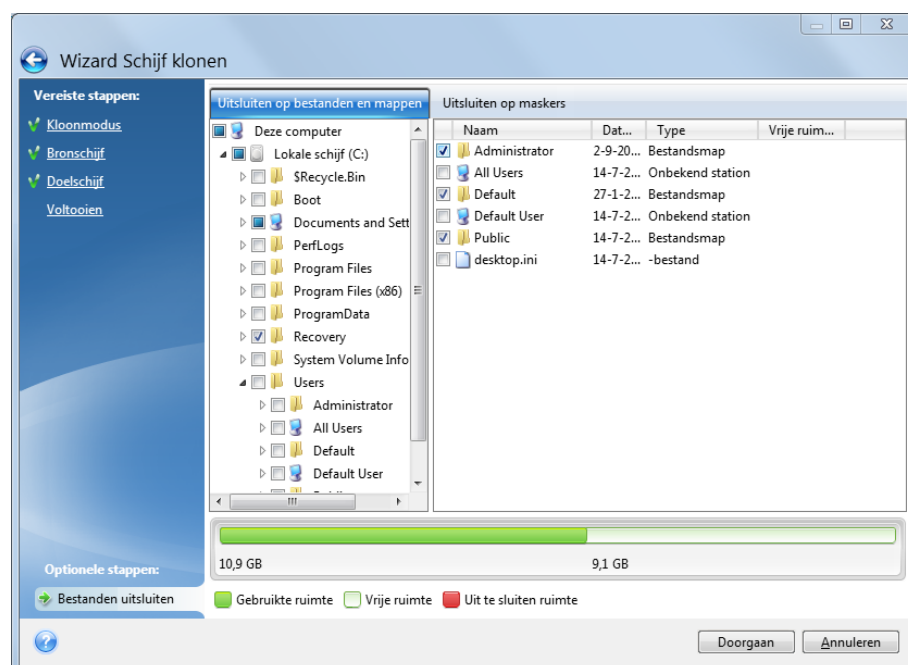 Wizard Schijf klonen
Vereiste stappen:
Kloonmodus
Bronschijf
Doelschijf
Voltooien
Optionele stappen:
Bestanden uitsluiten
Uitsluiten op bestanden en mappen
Uitsluiten op maskers
Deze computer
Lokale schijf (C:)
$Recycle.Bin
Boot
Documents and Sett
PerfLogs
Program Files
Program Files (x86)
ProgramData
Recovery
System Volume Info
Users
Administrator
All Users
Default
Default User
Naam Dat... Type Vrije ruim...
Administrator 2-9-20... Bestandsmap
All Users 14-7-2... Onbekend station
Default 27-1-2... Bestandsmap
Default User 14-7-2... Onbekend station
Public 14-7-2... Bestandsmap
desktop.ini 14-7-2... -bestand
10,9 GB 9,1 GB
Gebruikte ruimte Vrije ruimte Uit te sluiten ruimte
Doorgaan Annuleren